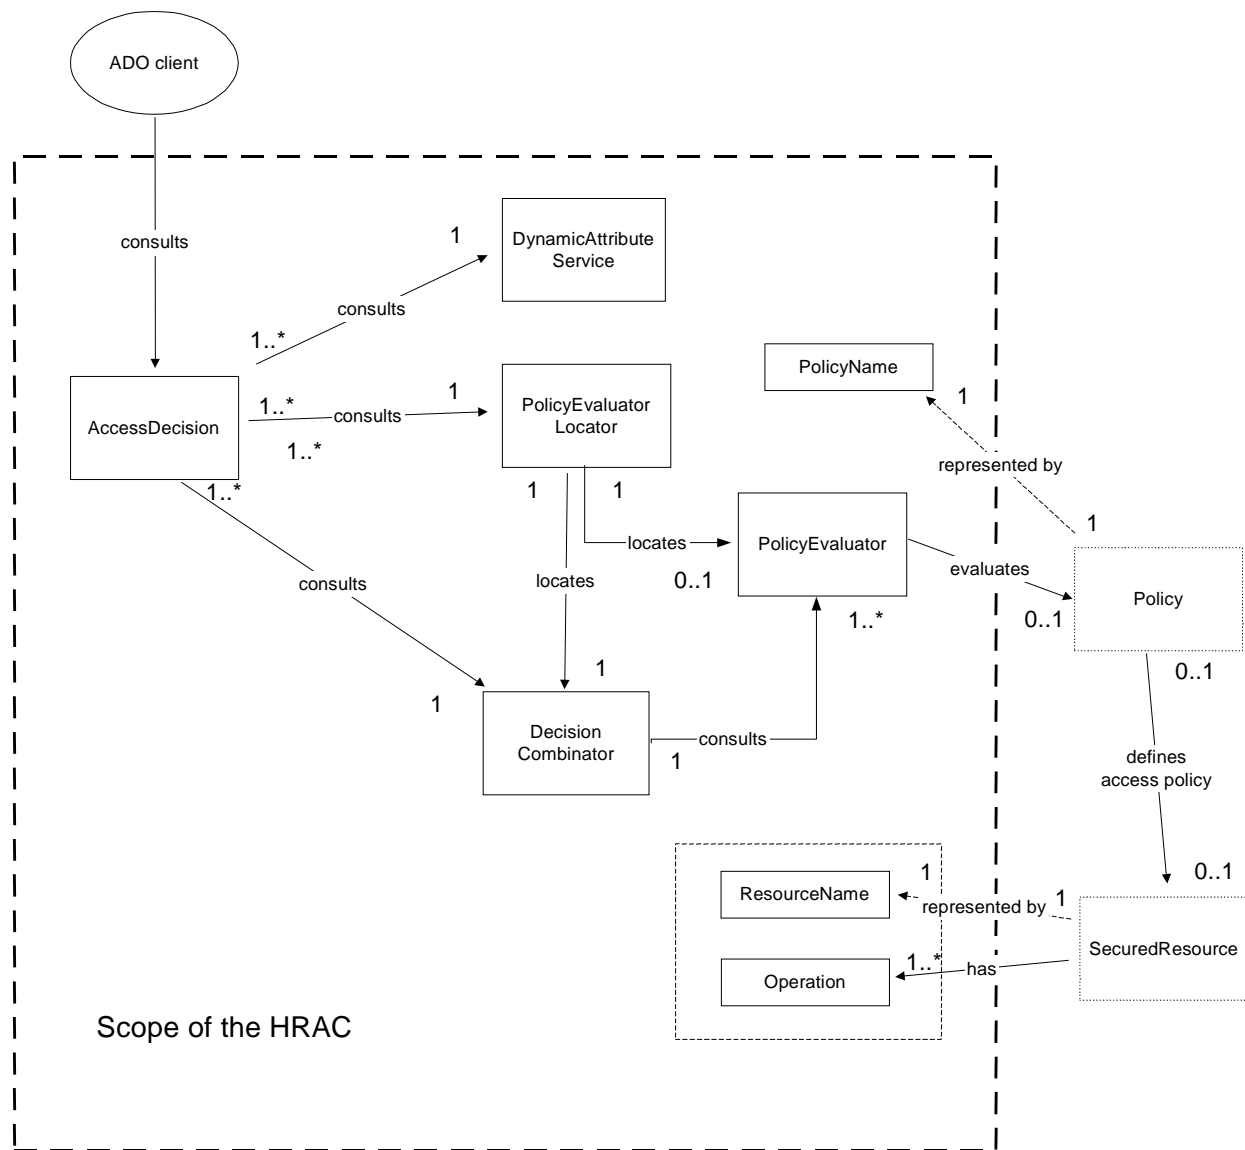 ADO client
consults
1
DynamicAttribute
Service
consults
1..*
PolicyName
1
AccessDecision
1..*
consults
1
1..*
PolicyEvaluator
Locator
represented by
1
1..*
1
1
locates
PolicyEvaluator
0..1
locates
evaluates
0..1
Policy
consults
1..*
0..1
1
1
Decision
Combinator
1
consults
defines
access policy
0..1
ResourceName
1
represented by
1
SecuredResource
Operation
1..*
has
Scope of the HRAC